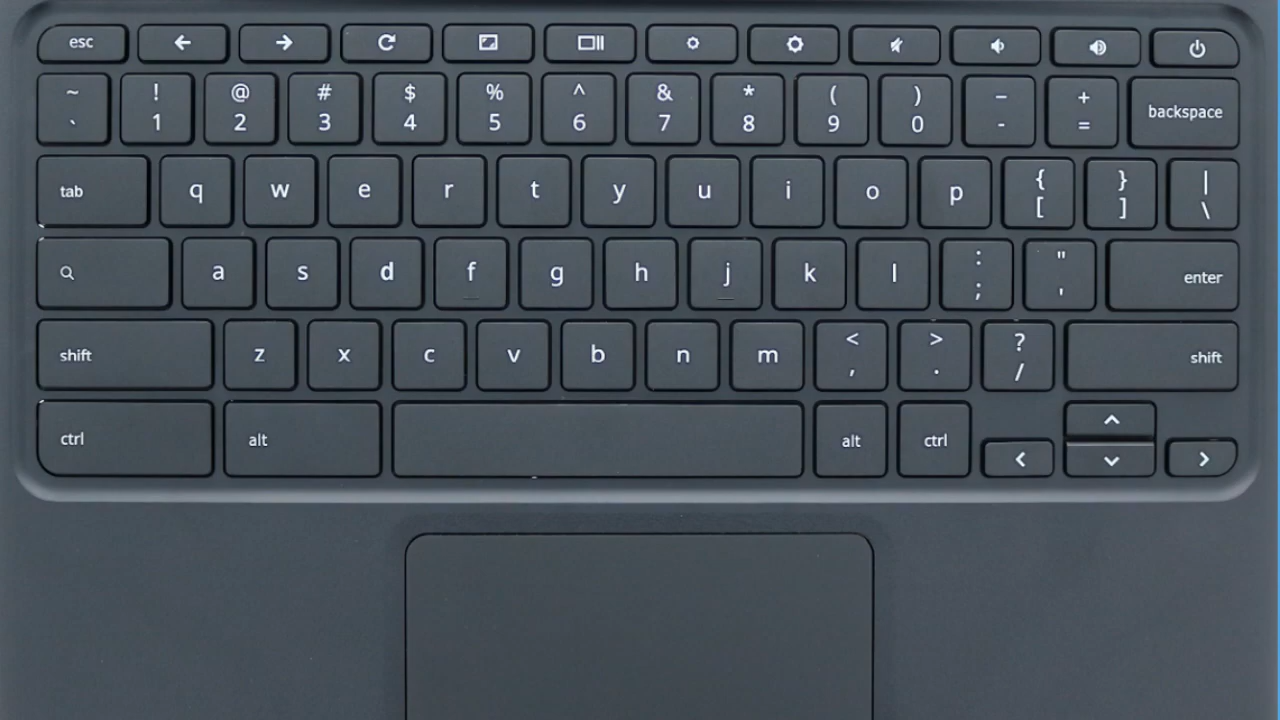 esc
~ ! @ # $ % ^ & * ( ) _ +
` 1 2 3 4 5 6 7 8 9 0 - = backspace
tab q w e r t y u i o p { } |
[ ] \
a s d f g h j k l : " enter
; '
shift z x c v b n m < > ? shift
, . /
ctrl alt alt ctrl